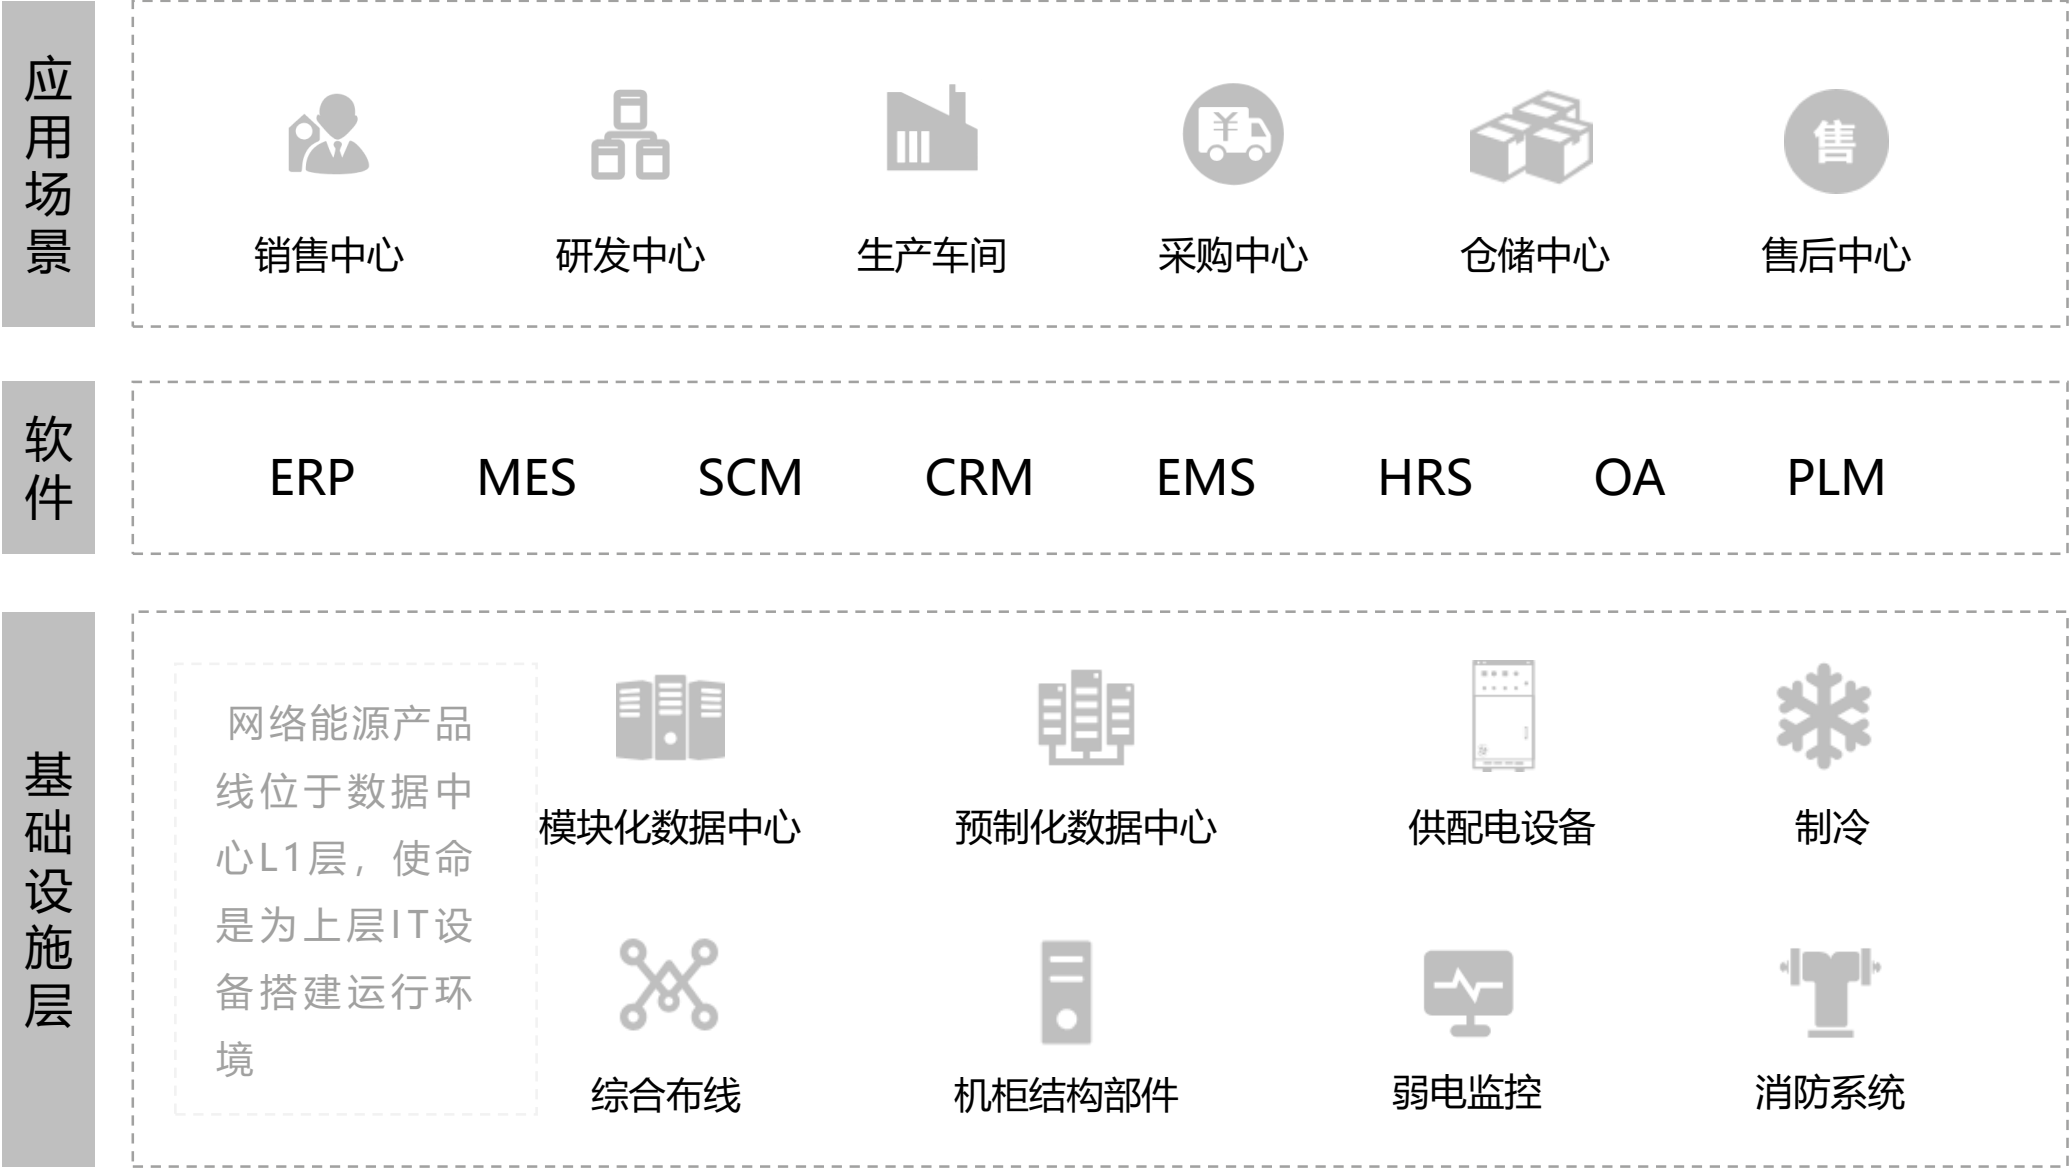 应用场景
售
销售中心 研发中心 生产车间 采购中心 仓储中心 售后中心
软件
ERP MES SCM CRM EMS HRS OA PLM
基础设施层
网络能源产品
线位于数据中
心L1层，使命
是为上层IT设
备搭建运行环
境
模块化数据中心 预制化数据中心 供配电设备 制冷
综合布线 机柜结构部件 弱电监控 消防系统